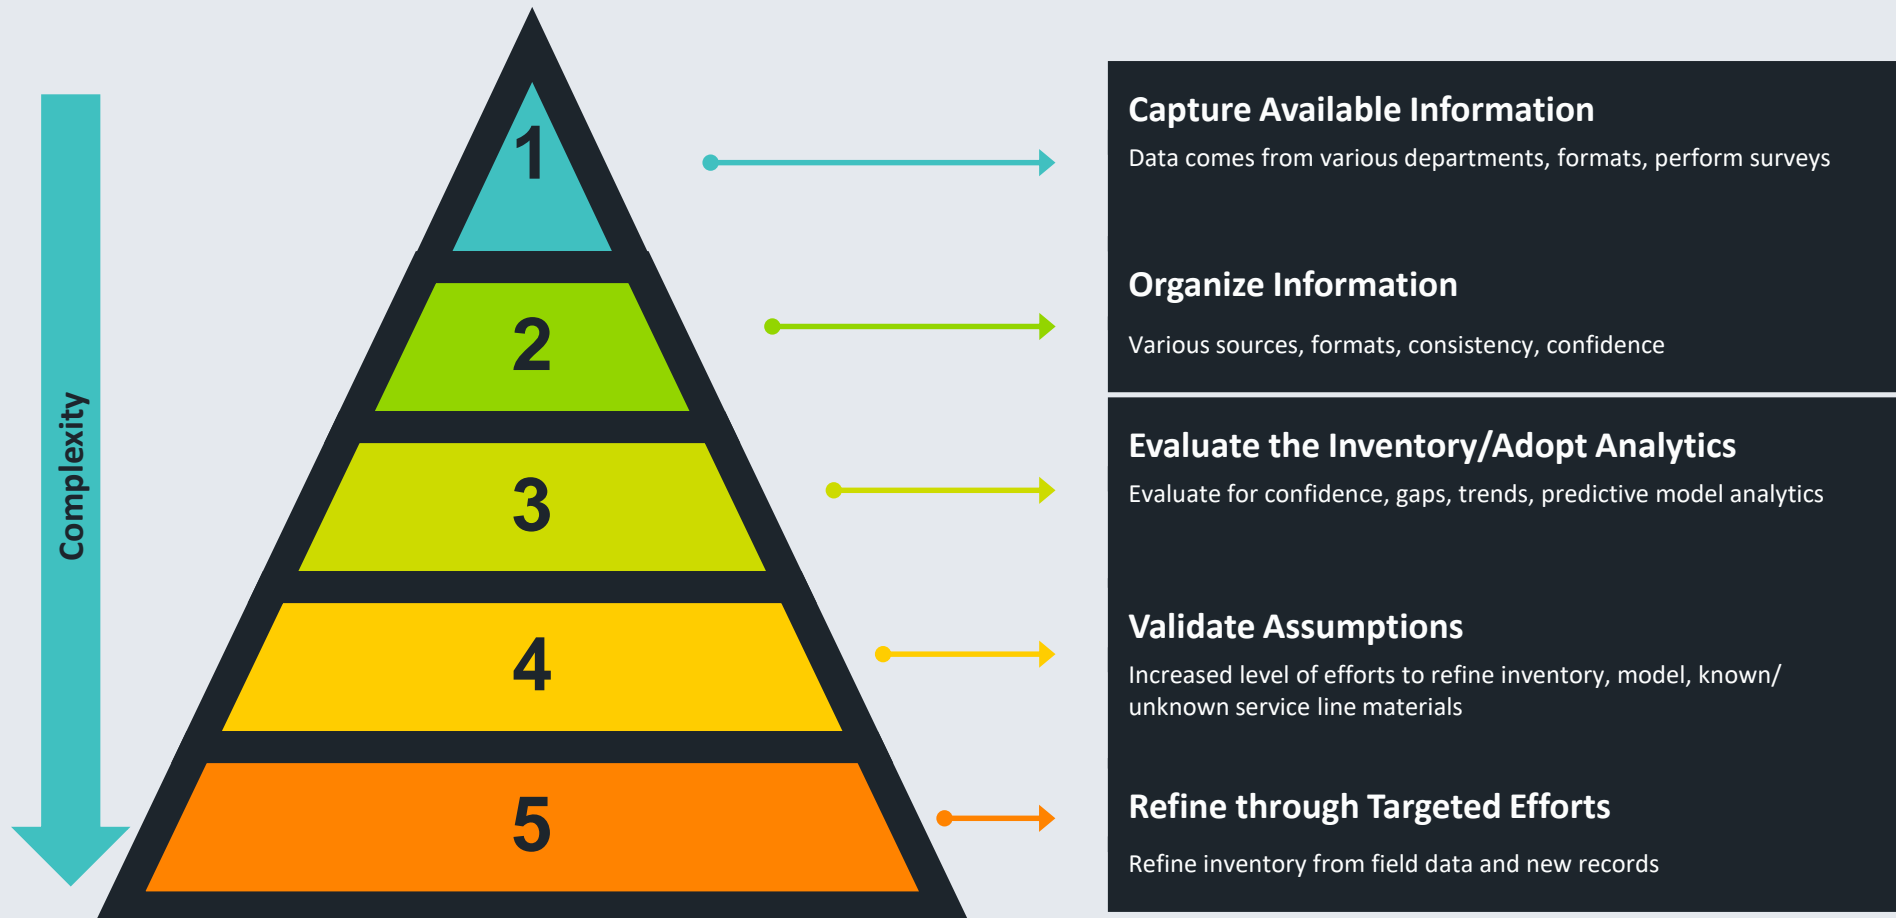 Complexity
1
Capture Available Information
Data comes from various departments, formats, perform surveys
2
Organize Information
Various sources, formats, consistency, confidence
3
Evaluate the Inventory/Adopt Analytics
Evaluate for confidence, gaps, trends, predictive model analytics
4
Validate Assumptions
Increased level of efforts to refine inventory, model, known/
unknown service line materials
5
Refine through Targeted Efforts
Refine inventory from field data and new records